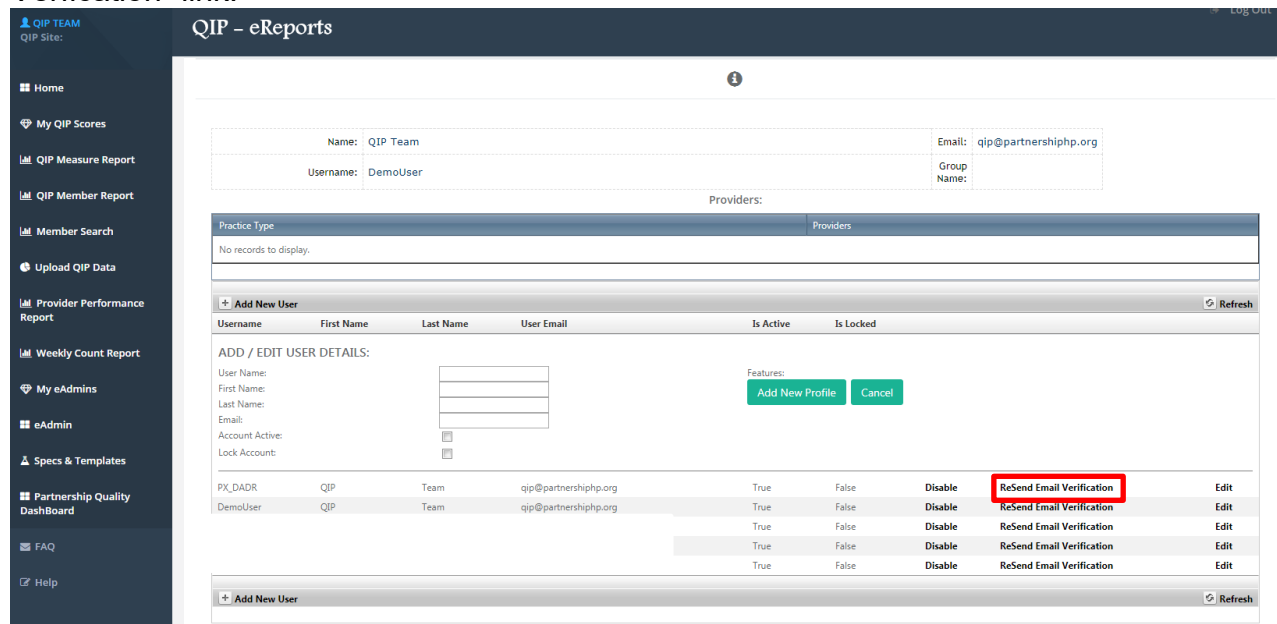 QIP TEAM
QIP Site:
QIP – eReports
Log Out
Home
My QIP Scores
QIP Measure Report
QIP Member Report
Member Search
Upload QIP Data
Provider Performance
Report
Weekly Count Report
My eAdmins
eAdmin
Specs & Templates
Partnership Quality
DashBoard
FAQ
Help
Name: QIP Team Email: qip@partnershiphp.org
Username: DemoUser Group
Name:
Providers:
Practice Type Providers
No records to display.
+ Add New User Refresh
Username First Name Last Name User Email Is Active Is Locked
ADD / EDIT USER DETAILS:
User Name: Features:
First Name: Add New Profile Cancel
Last Name:
Email:
Account Active:
Lock Account:
PX_DADR QIP Team qip@partnershiphp.org True False Disable ReSend Email Verification Edit
DemoUser QIP Team qip@partnershiphp.org True False Disable ReSend Email Verification Edit
True False Disable ReSend Email Verification Edit
True False Disable ReSend Email Verification Edit
True False Disable ReSend Email Verification Edit
+ Add New User Refresh